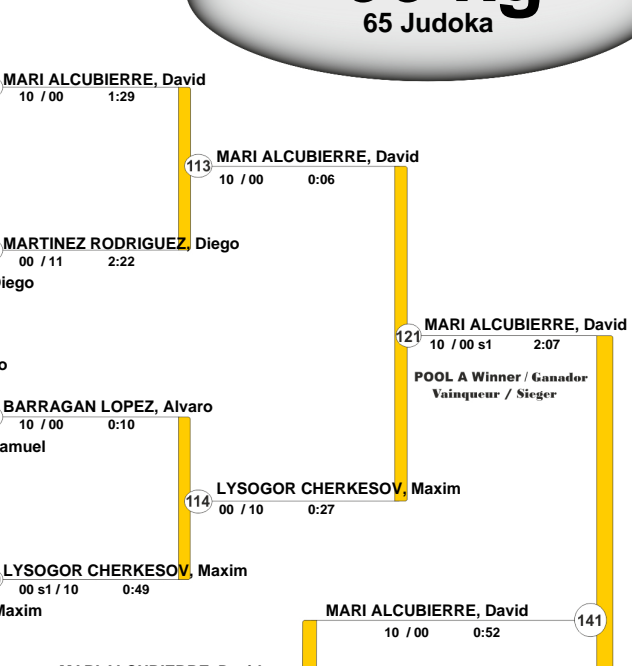 65 Judoka
MARI ALCUBIERRE, David
10 / 00 1:29
113
MARI ALCUBIERRE, David
10 / 00 0:06
MARTINEZ RODRIGUEZ, Diego
00 / 11 2:22
iego
121
MARI ALCUBIERRE, David
10 / 00 s1 2:07
o
POOL A Winner / Ganador
Vainqueur / Sieger
BARRAGAN LOPEZ, Alvaro
10 / 00 0:10
amuel
114
LYSOGOR CHERKESOV, Maxim
00 / 10 0:27
LYSOGOR CHERKESOV, Maxim
00 s1 / 10 0:49
Maxim
MARI ALCUBIERRE, David
10 / 00 0:52
141